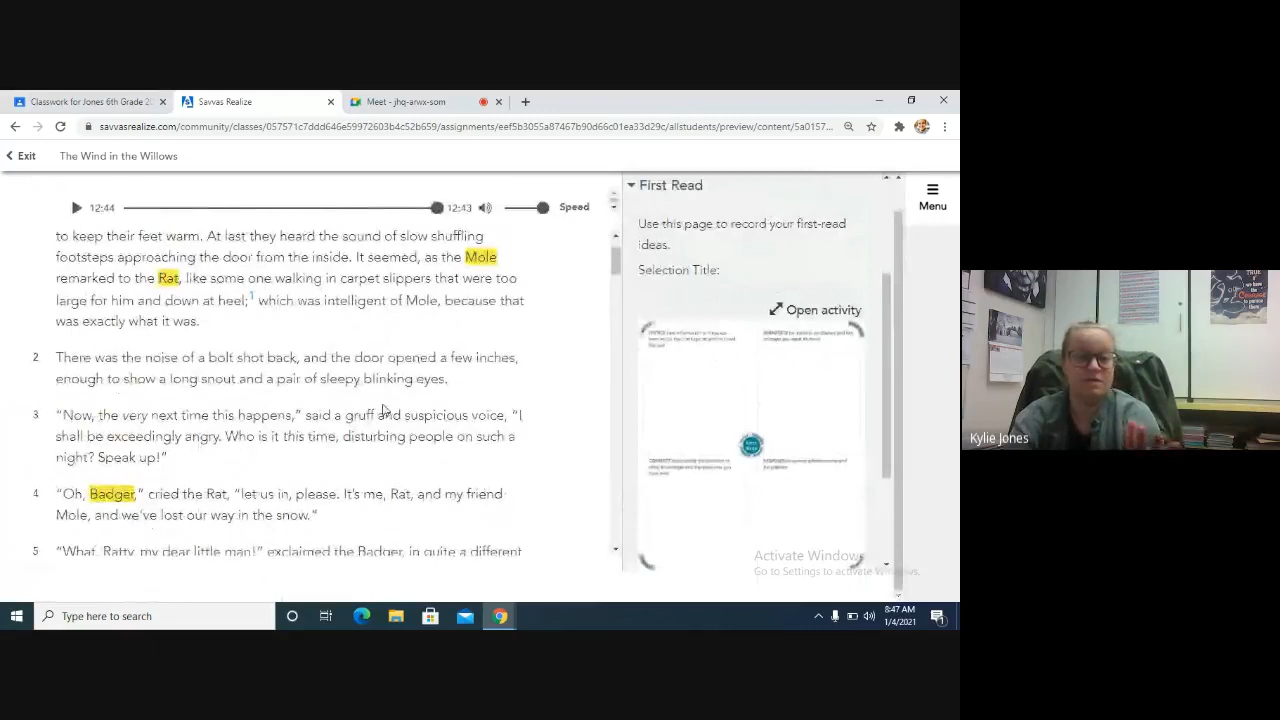 Classwork for Jones 6th Grade 2
Savvas Realize
Meet - jhq-arwx-som
savvasrealize.com/community/classes/057571c7ddd646e59972603b4c52b659/assignments/eef5b3055a87467b90d66c01ea33d29c/allstudents/preview/content/5a0157...
Exit
The Wind in the Willows
12:44
12:43
Speed
to keep their feet warm. At last they heard the sound of slow shuffling
footsteps approaching the door from the inside. It seemed, as the Mole
remarked to the Rat, like some one walking in carpet slippers that were too
large for him and down at heel;1 which was intelligent of Mole, because that
was exactly what it was.
2 There was the noise of a bolt shot back, and the door opened a few inches,
enough to show a long snout and a pair of sleepy blinking eyes.
3 “Now, the very next time this happens,” said a gruff and suspicious voice, “I
shall be exceedingly angry. Who is it this time, disturbing people on such a
night? Speak up!”
4 “Oh, Badger,” cried the Rat, “let us in, please. It’s me, Rat, and my friend
Mole, and we’ve lost our way in the snow.”
5 “What, Ratty, my dear little man!” exclaimed the Badger, in quite a different
First Read
Use this page to record your first-read
ideas.
Selection Title:
Open activity
Menu
Activate Windows
Go to Settings to activate Windows.
Type here to search
8:47 AM
1/4/2021
Kylie Jones